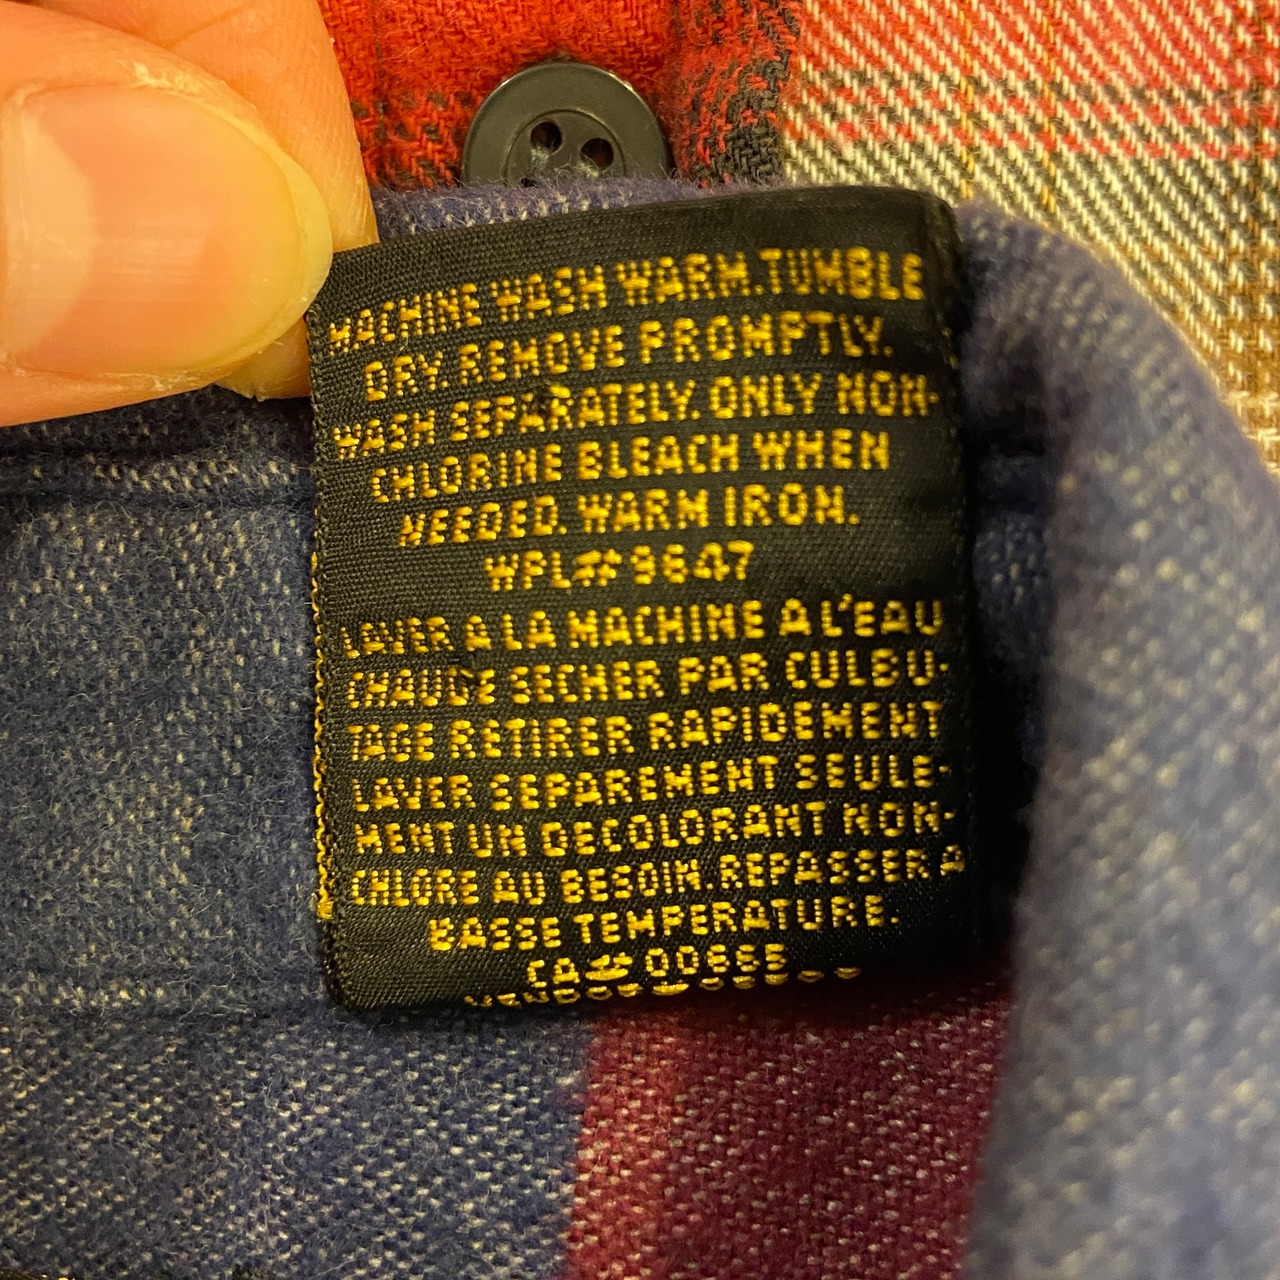 MACHINE WASH WARM.TUMBLE
DRY. REMOVE PROMPTLY.
WASH SEPARATELY. ONLY NON-
CHLORINE BLEACH WHEN
NEEDED. WARM IRON.
WPL#9647
LAVER A LA MACHINE A L'EAU
CHAUDE SECHER PAR CULBU-
TAGE RETIRER RAPIDEMENT
LAVER SEPAREMENT SEULE-
MENT UN DECOLORANT NON-
CHLORE AU BESOIN.REPASSER A
BASSE TEMPERATURE.
CA#